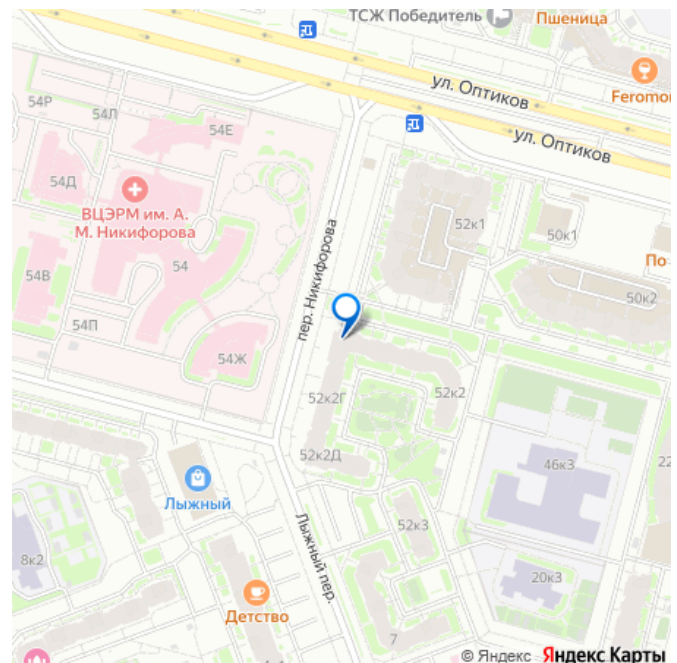 ТСЖ Победитель
Пшеница
54Р
54Л
54Е
ул. Оптиков
Feromon
ул. Оптиков
54Д
ВЦЭРМ им. А.
М. Никифорова
52к1
50к1
54
54В
По
пер. Никифорова
50к2
54П
54Ж
52к2Г
52к2
52к2Д
46к3
22
Лыжный
52к3
Лыжный пер.
8к2
20к3
Детство
7
© Яндекс Яндекс Карты